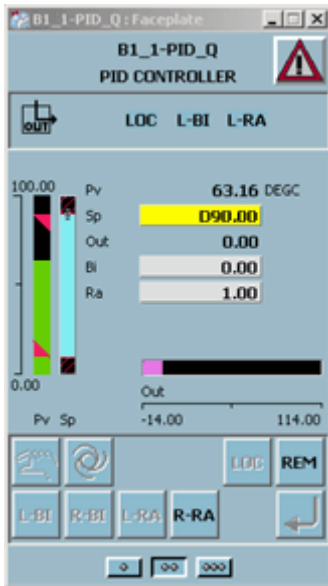 B1_1-PID_Q : Faceplate
B1_1-PID_Q
PID CONTROLLER
OUT
LOC L-BI L-RA
100.00
Pv 63.16 DEGC
Sp D90.00
Out 0.00
Bi 0.00
Ra 1.00
0.00
Out
Pv Sp -14.00 114.00
LOC REM
L-BI R-BI L-RA R-RA